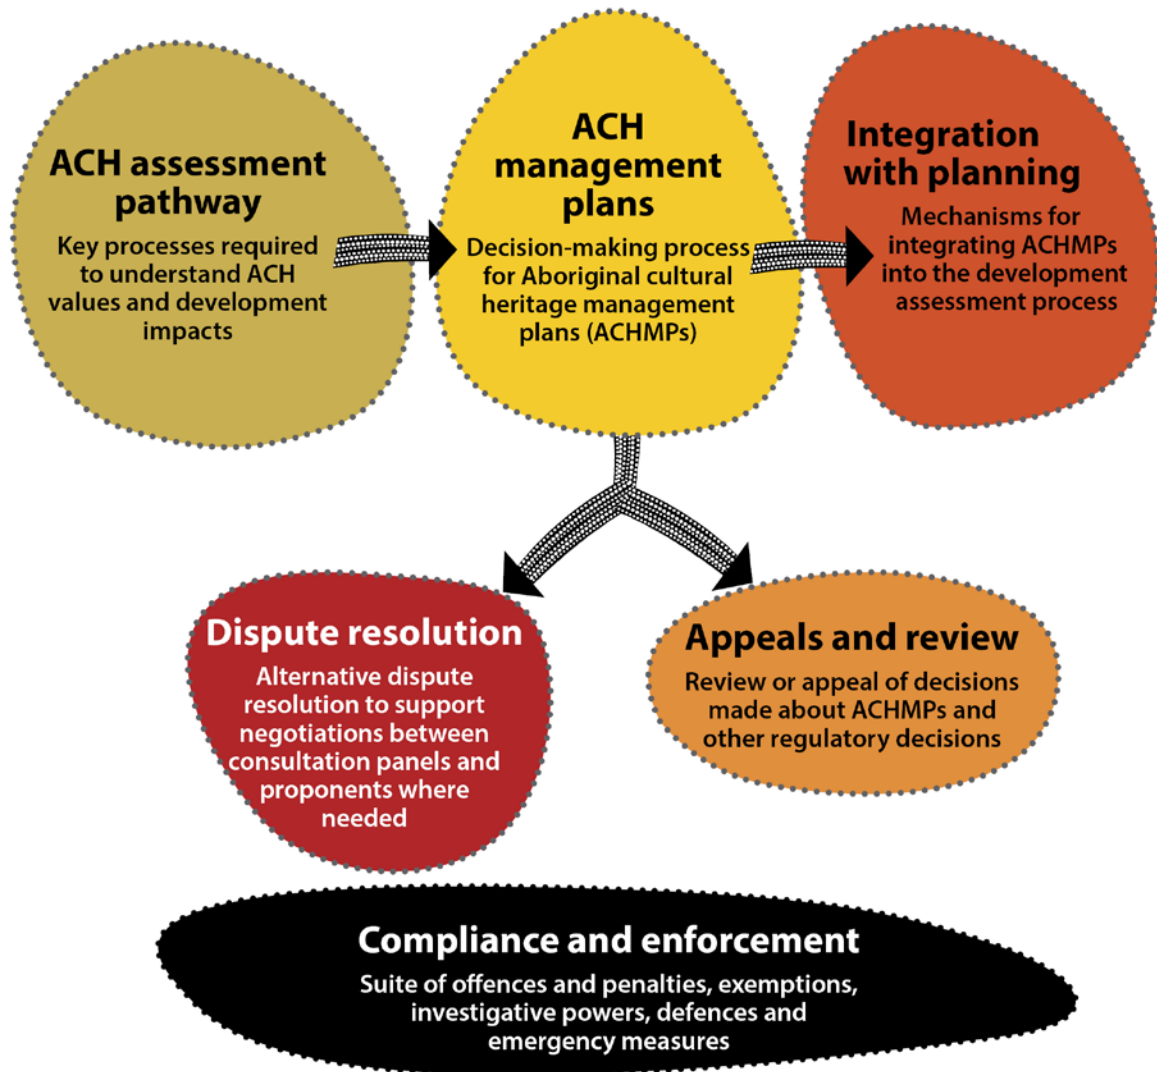 ACH assessment
pathway
Key processes required
to understand ACH
values and development
impacts
ACH
management
plans
Decision-making process
for Aboriginal cultural
heritage management
plans (ACHMPs)
Integration
with planning
Mechanisms for
integrating ACHMPs
into the development
assessment process
Dispute resolution
Alternative dispute
resolution to support
negotiations between
consultation panels and
proponents where
needed
Appeals and review
Review or appeal of decisions
made about ACHMPs and
other regulatory decisions
Compliance and enforcement
Suite of offences and penalties, exemptions,
investigative powers, defences and
emergency measures